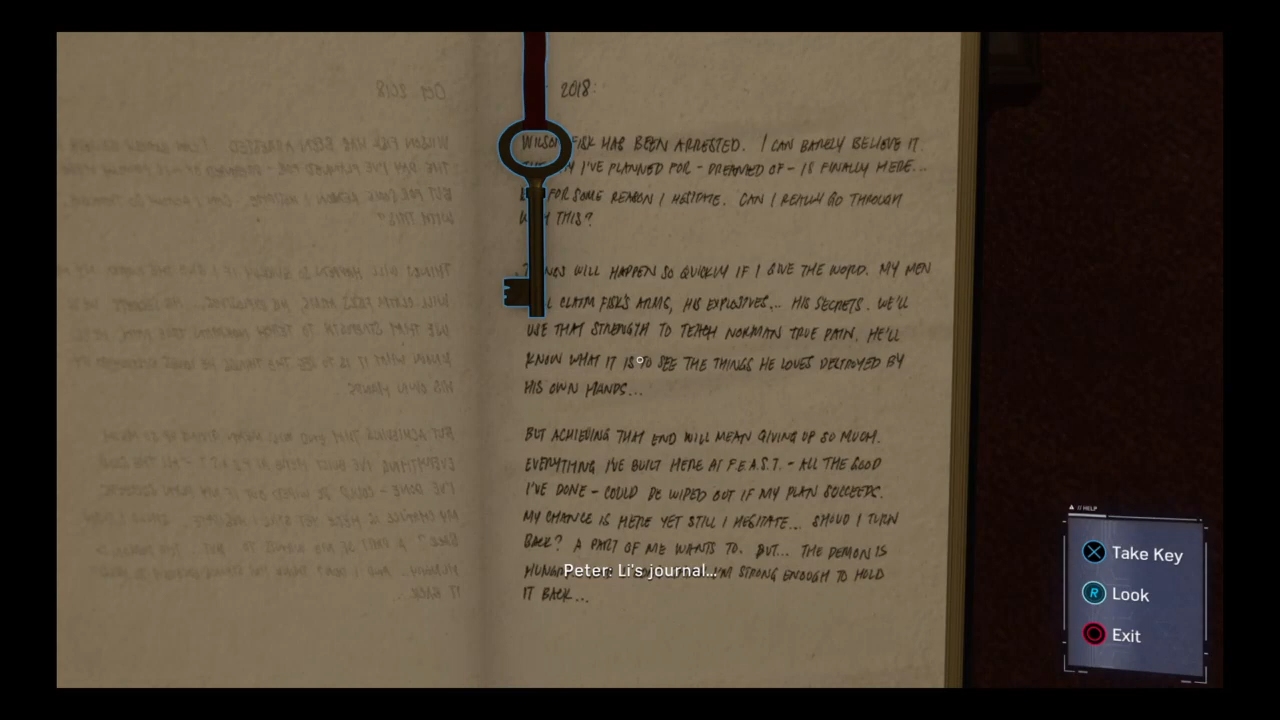 Oct 2018
2018
WILSON FISK HAS BEEN ARRESTED. I CAN BARELY BELIEVE IT.
I'VE PLANNED FOR - DREAMED OF - IS FINALLY HERE...
FOR SOME REASON I HESITATE. CAN I REALLY GO THROUGH
THIS?
THINGS WILL HAPPEN SO QUICKLY IF I GIVE THE WORD. MY MEN
CLAIM FISK'S ARMS, HIS EXPLOSIVES... HIS SECRETS. WE'LL
USE THAT STRENGTH TO TEACH NORMAN TRUE PAIN. HE'LL
KNOW WHAT IT IS TO SEE THE THINGS HE LOVES DESTROYED BY
HIS OWN HANDS...
BUT ACHIEVING THAT END WILL MEAN GIVING UP SO MUCH.
EVERYTHING I'VE BUILT HERE AT F.E.A.S.T. - ALL THE GOOD
I'VE DONE - COULD BE WIPED OUT IF MY PLAN SUCCEEDS.
MY CHANCE IS HERE YET STILL I HESITATE... SHOUD I TURN
BACK? A PART OF ME WANTS TO. BUT... THE DEMON IS
I'M STRONG ENOUGH TO HOLD
Peter: Li's journal...
IT BACK...
// HELP
Take Key
R Look
Exit